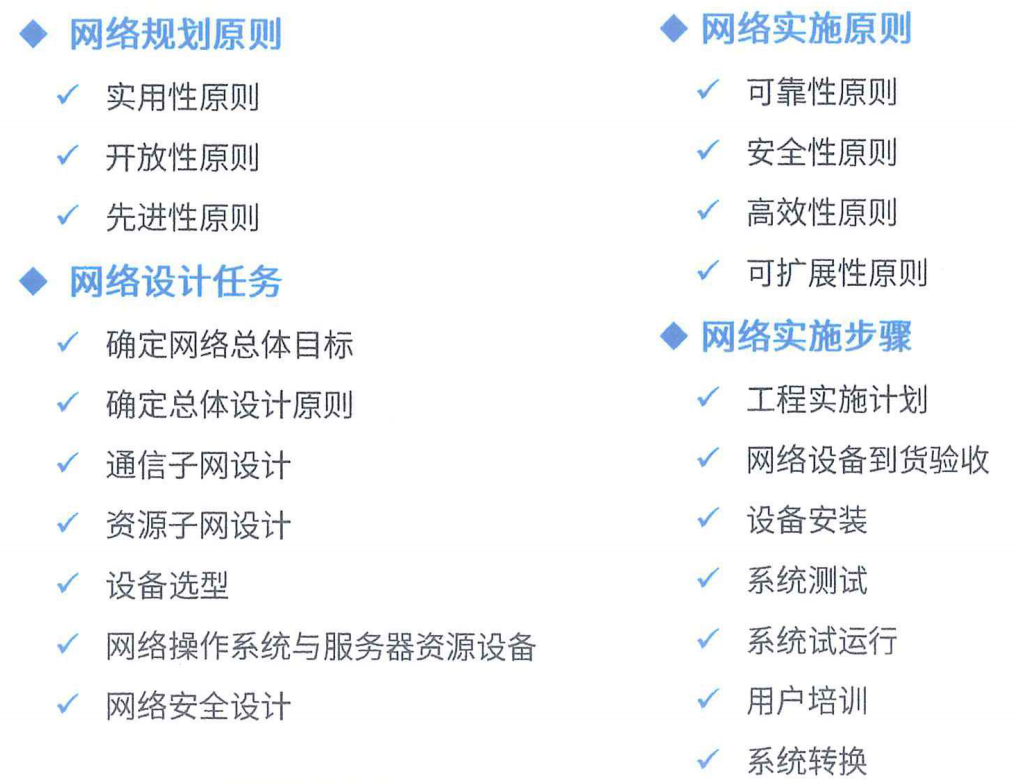 网络规划原则
实用性原则
开放性原则
先进性原则
网络设计任务
确定网络总体目标
确定总体设计原则
通信子网设计
资源子网设计
设备选型
网络操作系统与服务器资源设备
网络安全设计
网络实施原则
可靠性原则
安全性原则
高效性原则
可扩展性原则
网络实施步骤
工程实施计划
网络设备到货验收
设备安装
系统测试
系统试运行
用户培训
系统转换